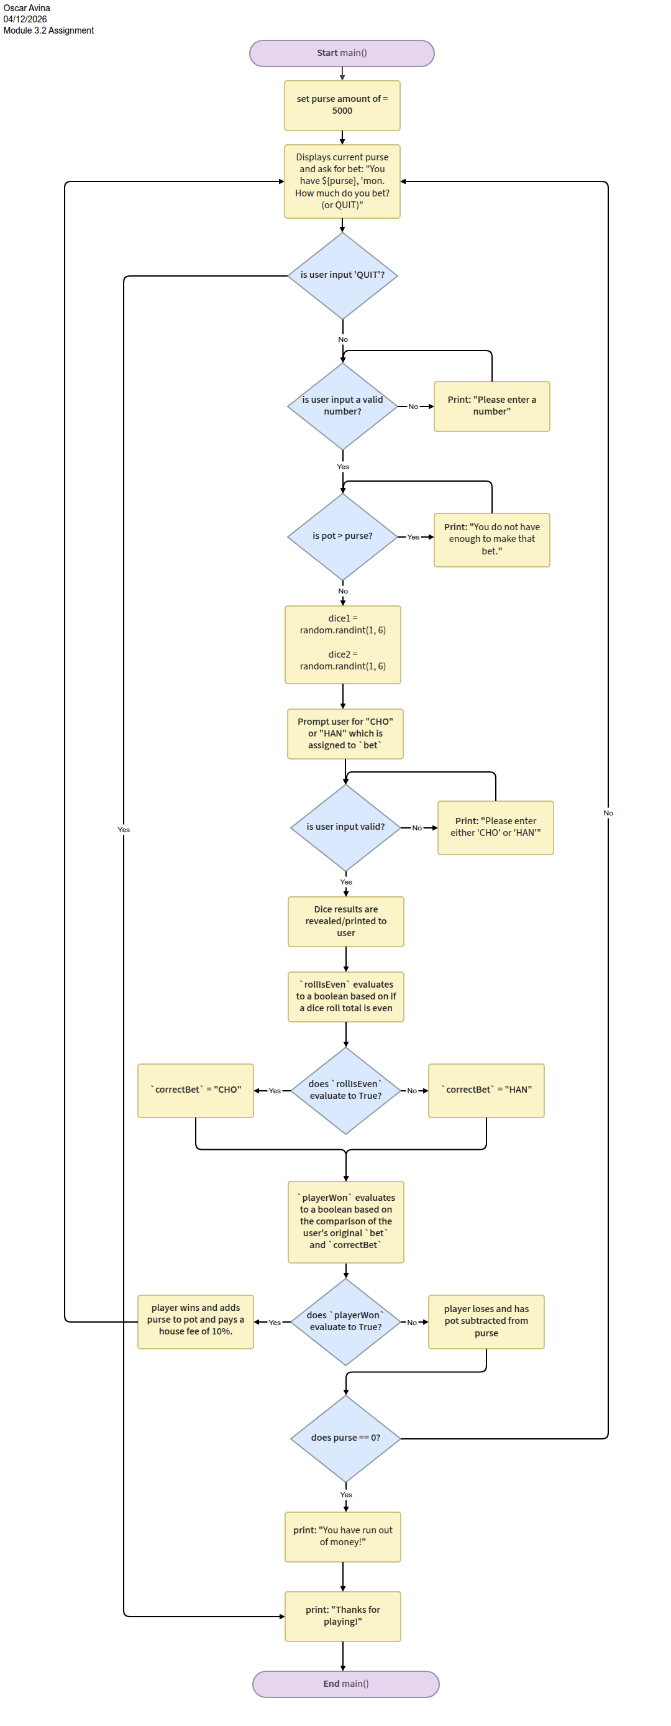 Oscar Avina
04/12/2026
Module 3.2 Assignment
Start main()
set purse amount of =
5000
Displays current purse
and ask for bet: "You
have ${purse}, 'mon.
How much do you bet?
(or QUIT)"
is user input 'QUIT'?
No
is user input a valid
number?
No
Print: "Please enter a
number"
Yes
is pot > purse?
Yes
Print: "You do not have
enough to make that
bet."
No
dice1 =
random.randint(1, 6)
dice2 =
random.randint(1, 6)
Prompt user for "CHO"
or "HAN" which is
assigned to `bet`
is user input valid?
No
Print: "Please enter
either 'CHO' or 'HAN'"
Yes
No
Yes
Dice results are
revealed/printed to
user
`rollIsEven` evaluates
to a boolean based on if
a dice roll total is even
does `rollIsEven`
evaluate to True?
Yes
`correctBet` = "CHO"
No
`correctBet` = "HAN"
`playerWon` evaluates
to a boolean based on
the comparison of the
user's original `bet`
and `correctBet`
does `playerWon`
evaluate to True?
Yes
player wins and adds
purse to pot and pays a
house fee of 10%.
No
player loses and has
pot subtracted from
purse
does purse == 0?
Yes
print: "You have run out
of money!"
print: "Thanks for
playing!"
End main()